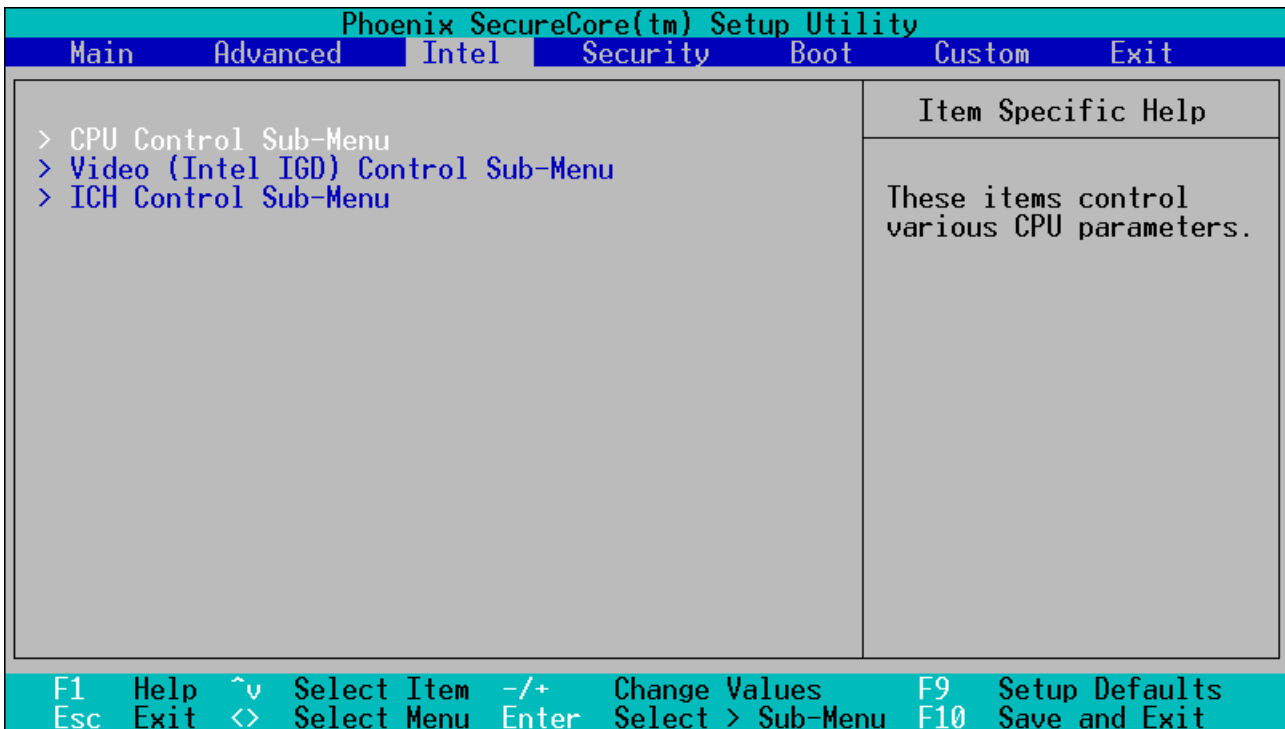 Phoenix SecureCore(tm) Setup Utility
Main Advanced Intel Security Boot Custom Exit
> CPU Control Sub-Menu
> Video (Intel IGD) Control Sub-Menu
> ICH Control Sub-Menu
Item Specific Help
These items control
various CPU parameters.
F1 Help ^v Select Item -/+ Change Values F9 Setup Defaults
Esc Exit <> Select Menu Enter Select > Sub-Menu F10 Save and Exit